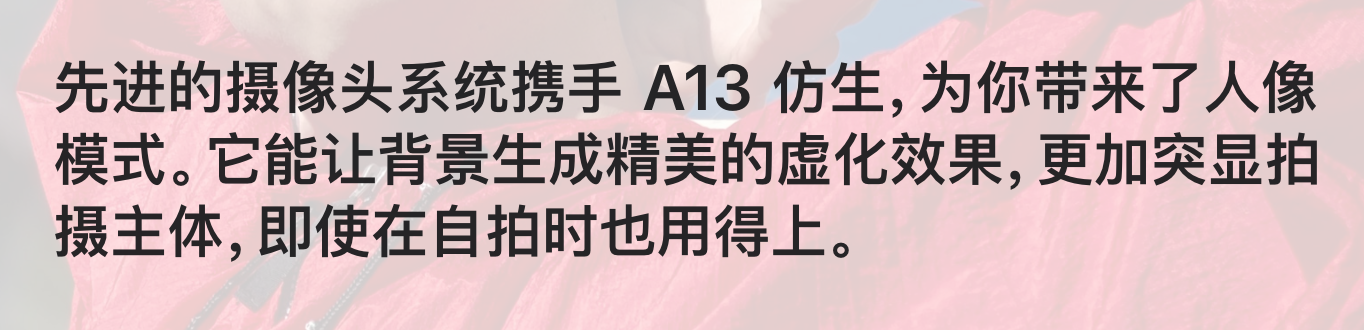 先进的摄像头系统携手 A13 仿生，为你带来了人像
模式。它能让背景生成精美的虚化效果，更加突显拍
摄主体，即使在自拍时也用得上。